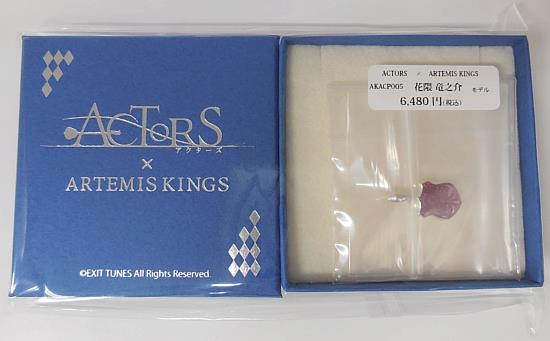 ACTORS
アクターズ
×
ARTEMIS KINGS
©EXIT TUNES All Rights Reserved.
ACTORS × ARTEMIS KINGS
AKACP005 花隈 竜之介 モデル
6,480円(税込)